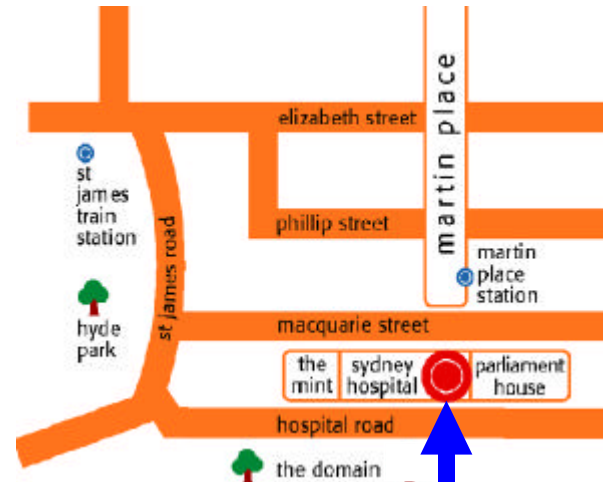 elizabeth street
martin place
st
james
train
station
phillip street
st james road
martin
place
station
hyde
park
macquarie street
the
mint
sydney
hospital
parliament
house
hospital road
the domain